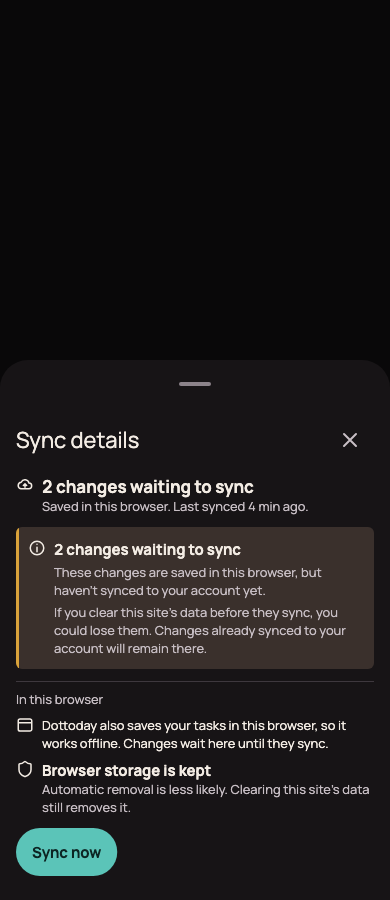 Sync details
2 changes waiting to sync
Saved in this browser. Last synced 4 min ago.
2 changes waiting to sync
These changes are saved in this browser, but
haven't synced to your account yet.
If you clear this site's data before they sync, you
could lose them. Changes already synced to your
account will remain there.
In this browser
Dottoday also saves your tasks in this browser, so it
works offline. Changes wait here until they sync.
Browser storage is kept
Automatic removal is less likely. Clearing this site's data
still removes it.
Sync now